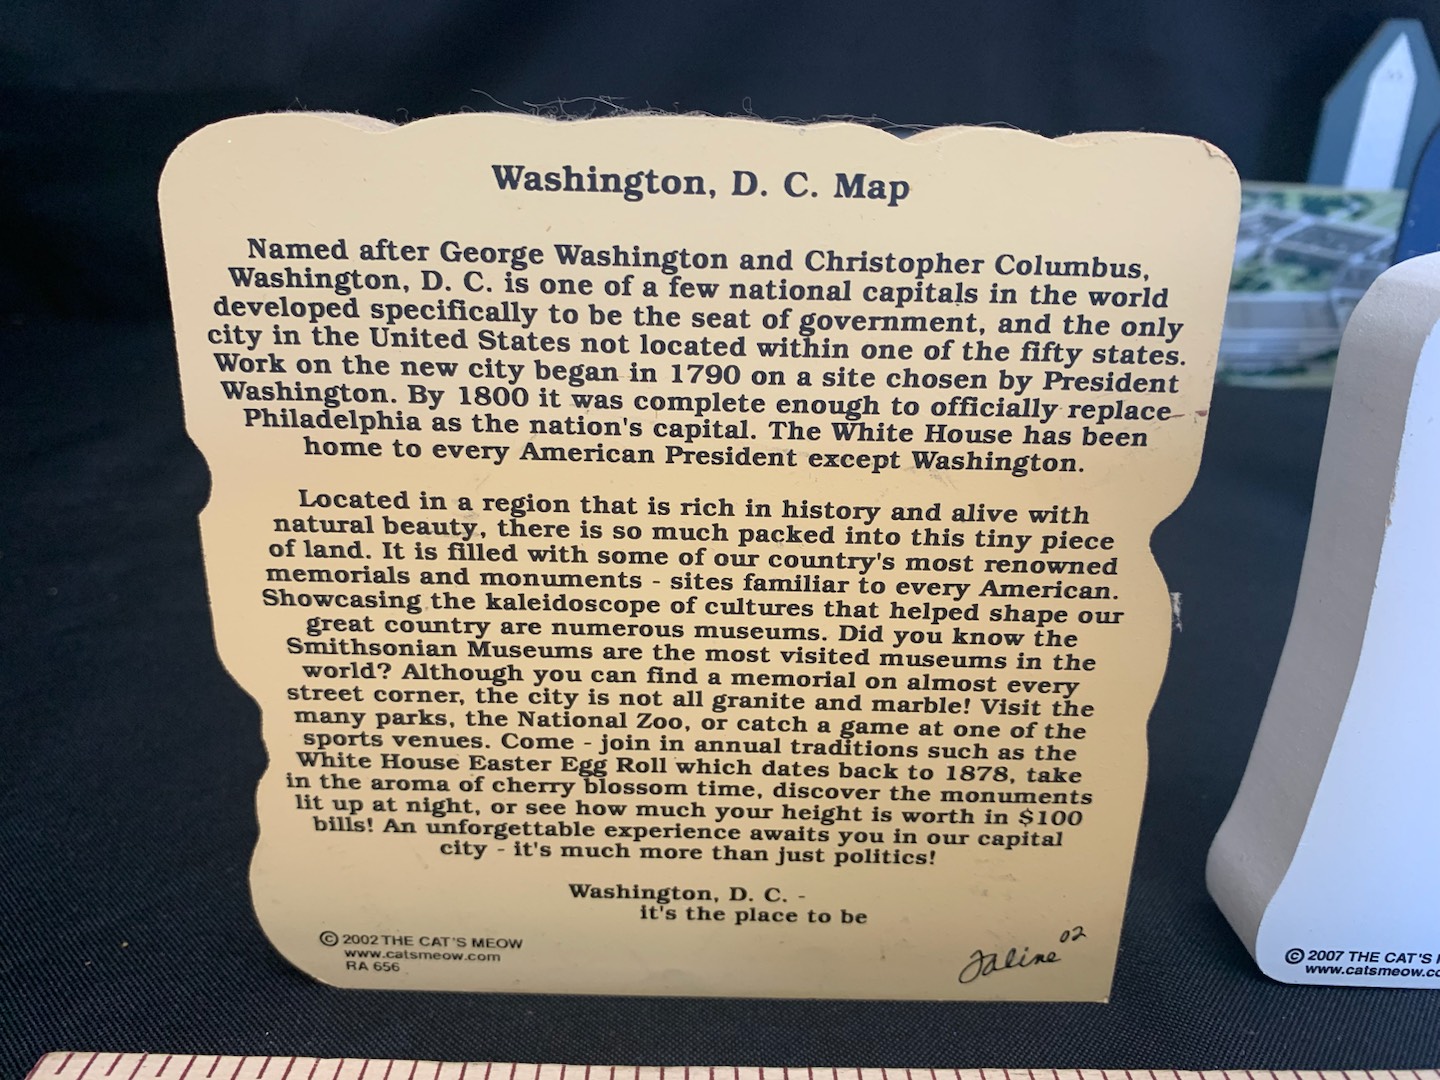 Washington, D. C. Map
Named after George Washington and Christopher Columbus,
Washington, D. C. is one of a few national capitals in the world
developed specifically to be the seat of government, and the only
city in the United States not located within one of the fifty states.
Work on the new city began in 1790 on a site chosen by President
Washington. By 1800 it was complete enough to officially replace
Philadelphia as the nation's capital. The White House has been
home to every American President except Washington.
Located in a region that is rich in history and alive with
natural beauty, there is so much packed into this tiny piece
of land. It is filled with some of our country's most renowned
memorials and monuments - sites familiar to every American.
Showcasing the kaleidoscope of cultures that helped shape our
great country are numerous museums. Did you know the
Smithsonian Museums are the most visited museums in the
world? Although you can find a memorial on almost every
street corner, the city is not all granite and marble! Visit the
many parks, the National Zoo, or catch a game at one of the
sports venues. Come - join in annual traditions such as the
White House Easter Egg Roll which dates back to 1878, take
in the aroma of cherry blossom time, discover the monuments
lit up at night, or see how much your height is worth in $100
bills! An unforgettable experience awaits you in our capital
city - it's much more than just politics!
Washington, D. C. -
it's the place to be
© 2002 THE CAT'S MEOW
www.catsmeow.com
RA 656
Jaline 02
© 2007 THE CAT'S
www.catsmeow.co